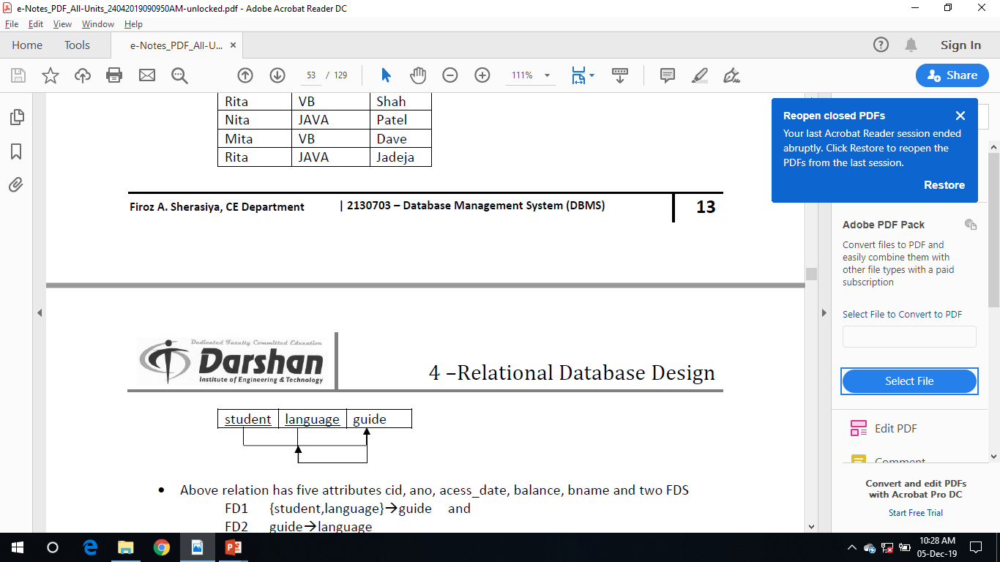 e-Notes_PDF_All-Units_24042019090950AM-unlocked.pdf - Adobe Acrobat Reader DC
File Edit View Window Help
Home Tools e-Notes_PDF_All-U... × Sign In
53 / 129 111% Share
Rita VB Shah
Nita JAVA Patel
Mita VB Dave
Rita JAVA Jadeja
Firoz A. Sherasiya, CE Department | 2130703 – Database Management System (DBMS) 13
Dedicated Faculty Committed Education
Darshan
Institute of Engineering & Technology
4 –Relational Database Design
student language guide
• Above relation has five attributes cid, ano, acess_date, balance, bname and two FDS
FD1 {student,language}→guide and
FD2 guide→language
Reopen closed PDFs
Your last Acrobat Reader session ended
abruptly. Click Restore to reopen the
PDFs from the last session.
Restore
Adobe PDF Pack
Convert files to PDF and
easily combine them with
other file types with a paid
subscription
Select File to Convert to PDF
Select File
Edit PDF
Comment
Convert and edit PDFs
with Acrobat Pro DC
Start Free Trial
10:28 AM
05-Dec-19